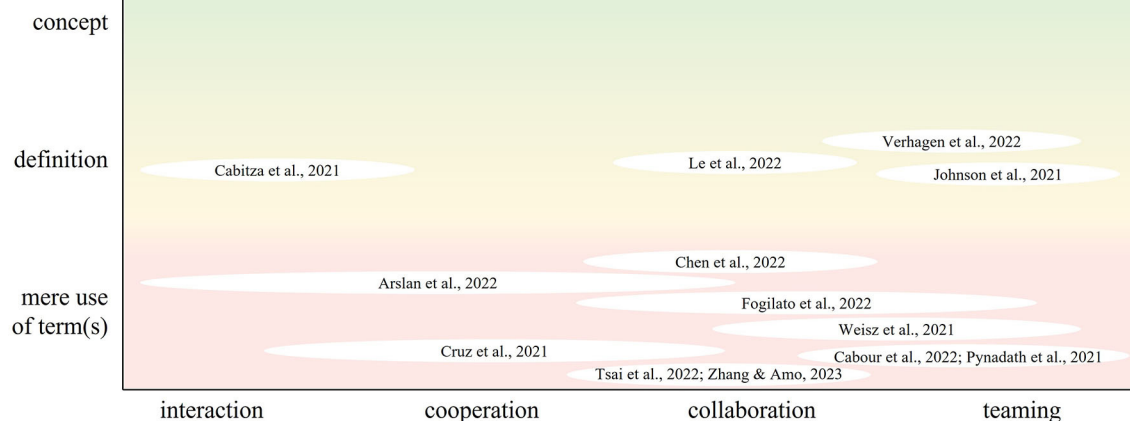 concept
definition
Verhagen et al., 2022
Le et al., 2022
Cabitza et al., 2021
Johnson et al., 2021
mere use
of term(s)
Chen et al., 2022
Arslan et al., 2022
Fogilato et al., 2022
Weisz et al., 2021
Cruz et al., 2021
Cabour et al., 2022; Pynadath et al., 2021
Tsai et al., 2022; Zhang & Amo, 2023
interaction
cooperation
collaboration
teaming